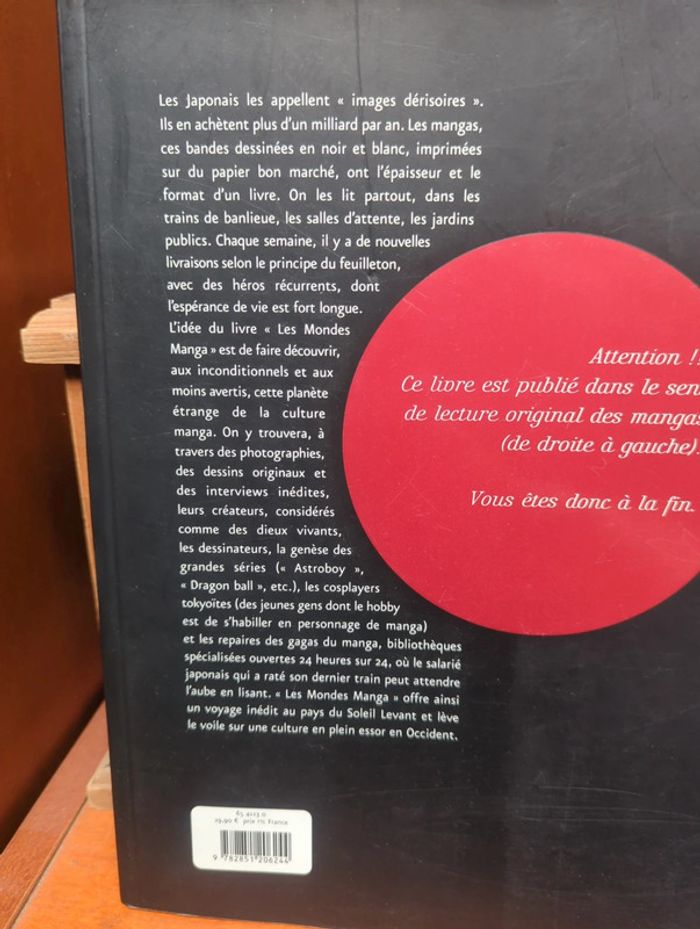 Les Japonais les appellent « images dérisoires ».
Ils en achètent plus d'un milliard par an. Les mangas,
ces bandes dessinées en noir et blanc, imprimées
sur du papier bon marché, ont l'épaisseur et le
format d'un livre. On les lit partout, dans les
trains de banlieue, les salles d'attente, les jardins
publics. Chaque semaine, il y a de nouvelles
livraisons selon le principe du feuilleton,
avec des héros récurrents, dont
l'espérance de vie est fort longue.
L'idée du livre « Les Mondes
Manga » est de faire découvrir,
aux inconditionnels et aux
moins avertis, cette planète
étrange de la culture
manga. On y trouvera, à
travers des photographies,
des dessins originaux et
des interviews inédites,
leurs créateurs, considérés
comme des dieux vivants,
les dessinateurs, la genèse des
grandes séries (« Astroboy »,
« Dragon ball », etc.), les cosplayers
tokyoïtes (des jeunes gens dont le hobby
est de s'habiller en personnage de manga)
et les repaires des gagas du manga, bibliothèques
spécialisées ouvertes 24 heures sur 24, où le salarié
japonais qui a raté son dernier train peut attendre
l'aube en lisant. « Les Mondes Manga » offre ainsi
un voyage inédit au pays du Soleil Levant et lève
le voile sur une culture en plein essor en Occident.
Attention !!
Ce livre est publié dans le sen
de lecture original des mangas
(de droite à gauche).
Vous êtes donc à la fin.
65 4123 0
29,90 € prix ttc France
9 782851 206244